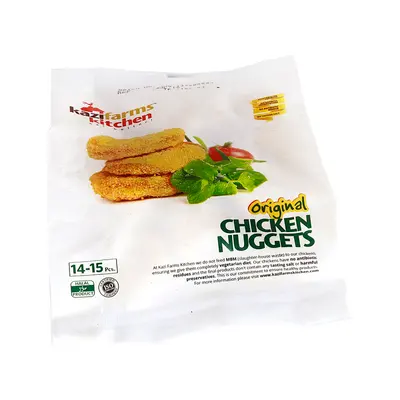 kazifarms
kitchen
Original
CHICKEN
NUGGETS
14-15 Pcs.
At Kazi Farms Kitchen we do not feed MBM (slaughter-house waste) to our chickens,
ensuring we give them completely vegetarian diet. Our chickens have no antibiotic
residues and the final products don't contain any tasting salt or harmful
preservatives. This is our commitment to ensure healthy products.
For more information please visit www.kazifarmskitchen.com
HALAL
PRODUCT
ISO